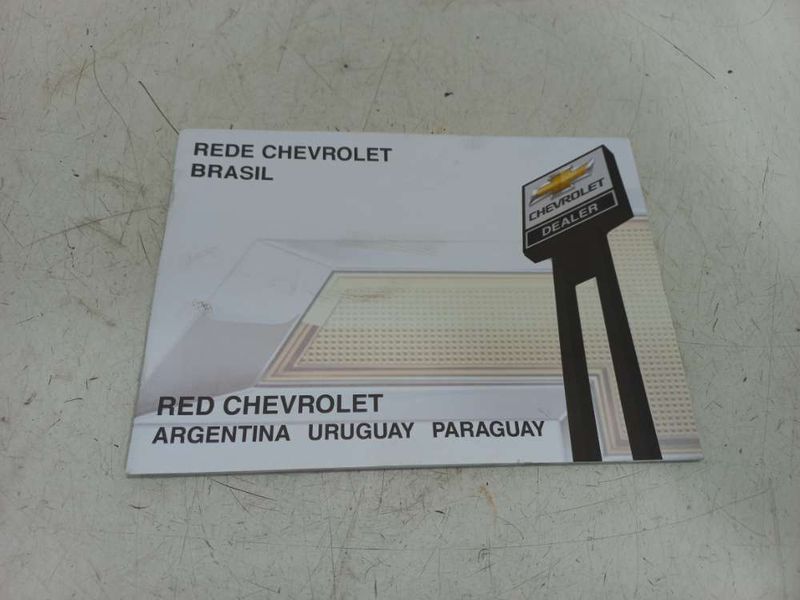 REDE CHEVROLET
BRASIL
CHEVROLET
DEALER
RED CHEVROLET
ARGENTINA URUGUAY PARAGUAY